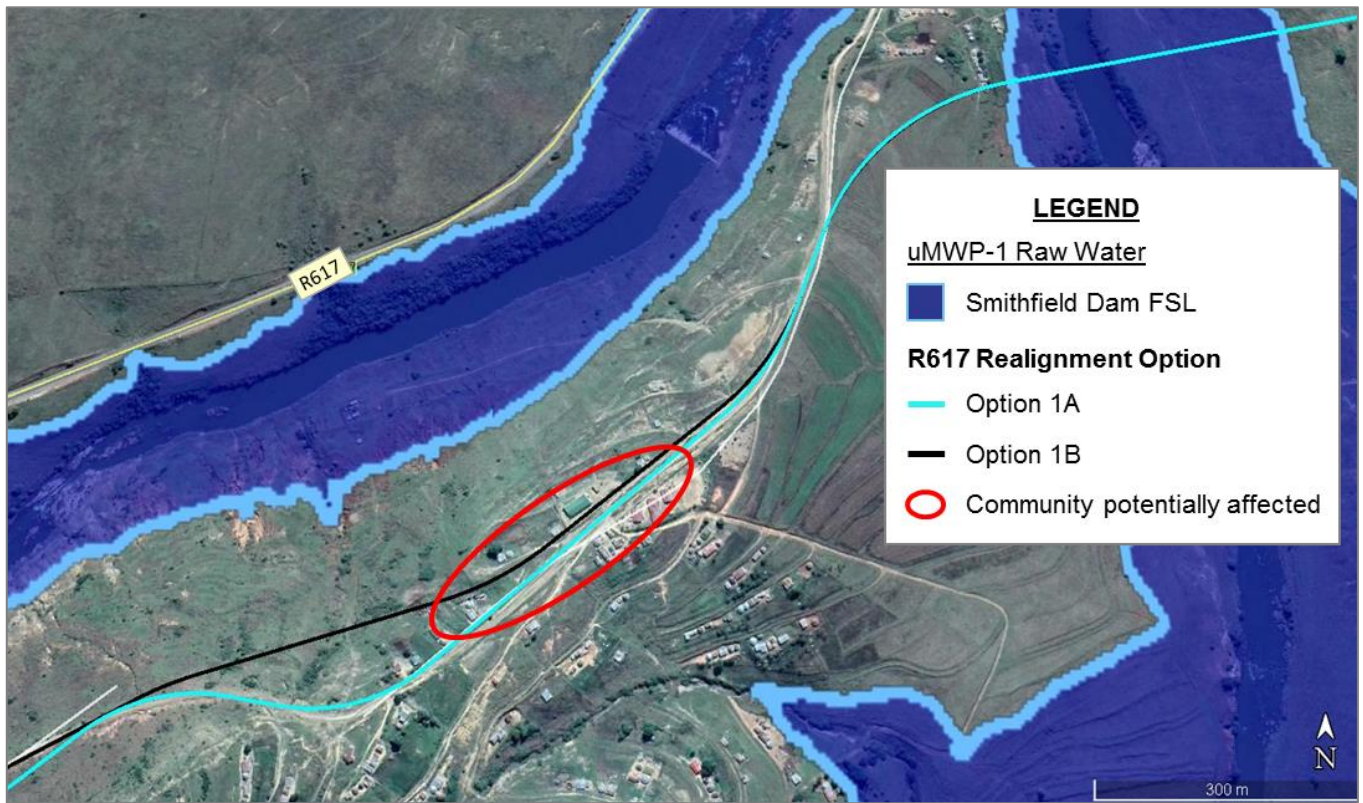 R617
LEGEND
uMWP-1 Raw Water
Smithfield Dam FSL
R617 Realignment Option
Option 1A
Option 1B
Community potentially affected
N
300 m